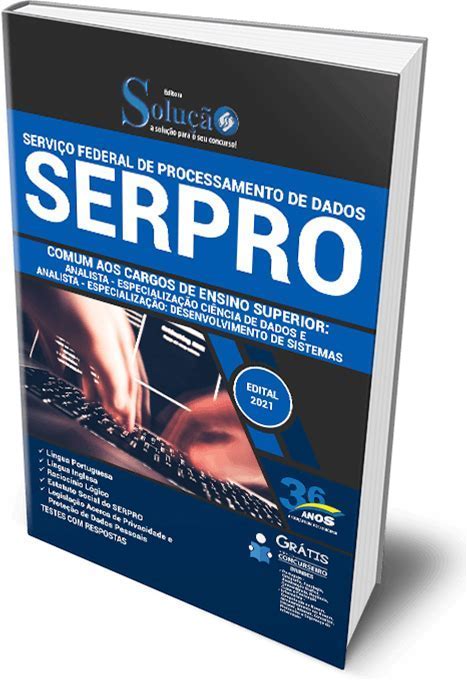 Editora
Solução
a solução para o seu concurso!
SERVIÇO FEDERAL DE PROCESSAMENTO DE DADOS
SERPRO
COMUM AOS CARGOS DE ENSINO SUPERIOR:
ANALISTA - ESPECIALIZAÇÃO CIÊNCIA DE DADOS E
ANALISTA - ESPECIALIZAÇÃO: DESENVOLVIMENTO DE SISTEMAS
EDITAL
2021
✓ Língua Portuguesa
✓ Língua Inglesa
✓ Raciocínio Lógico
✓ Estatuto Social do SERPRO
✓ Legislação Acerca de Privacidade e
Proteção de Dados Pessoais
TESTES COM RESPOSTAS
36
ANOS
GRÁTIS
CONCURSEIRO